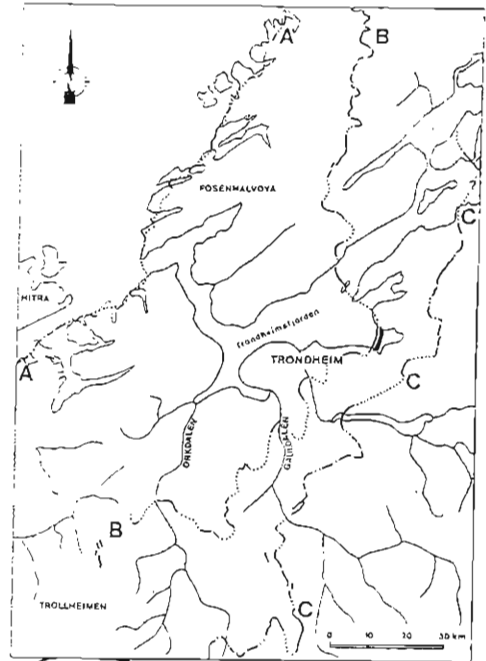 A
B
FOSENHALVØYA
C
HITRA
Trondheimsfjorden
TRONDHEIM
A
C
ORKDALEN
GAULDALEN
B
TROLLHEIMEN
C
0 10 20 30 km